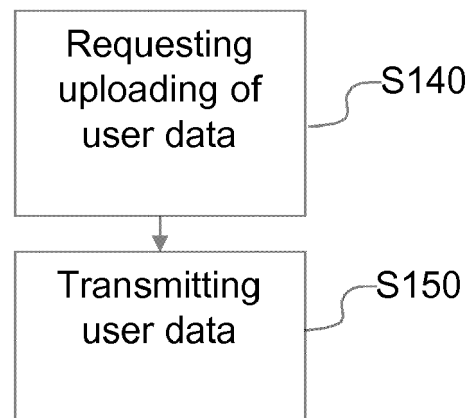 Requesting
uploading of
user data
S140
Transmitting
user data
S150